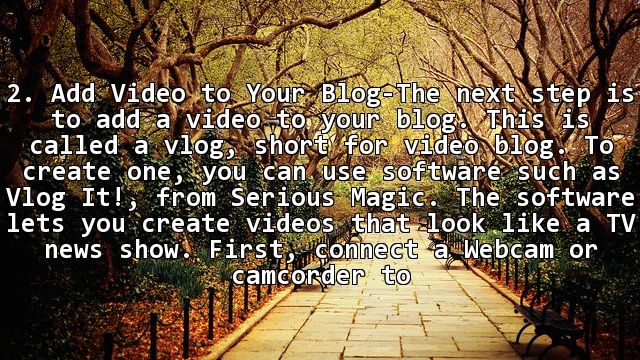 2. Add Video to Your Blog-The next step is
to add a video to your blog. This is
called a vlog, short for video blog. To
create one, you can use software such as
Vlog It!, from Serious Magic. The software
lets you create videos that look like a TV
news show. First, connect a Webcam or
camcorder to